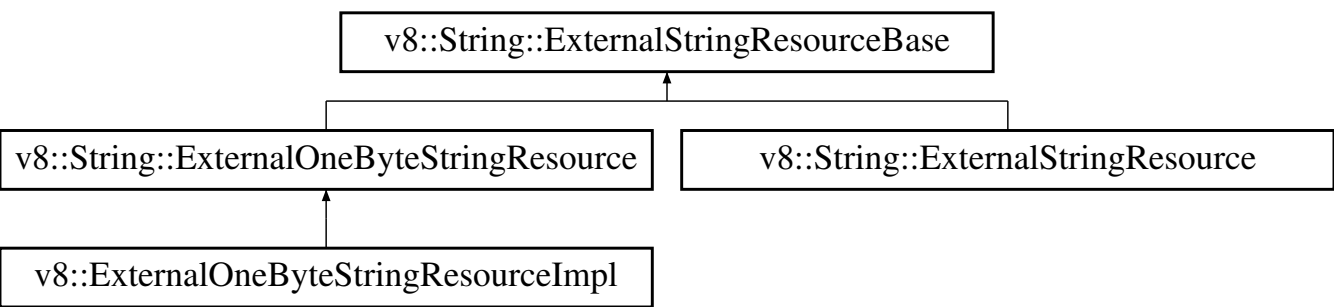 v8::String::ExternalStringResourceBase
v8::String::ExternalOneByteStringResource
v8::String::ExternalStringResource
v8::ExternalOneByteStringResourceImpl